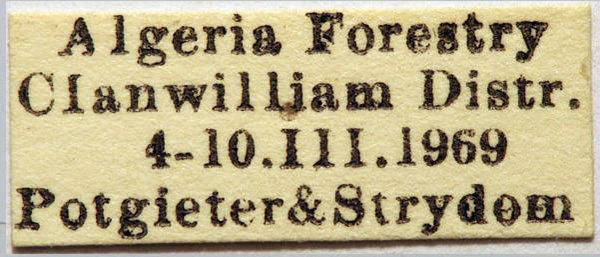 Algeria Forestry
Clanwilliam Distr.
4-10.III.1969
Potgieter&Strydom